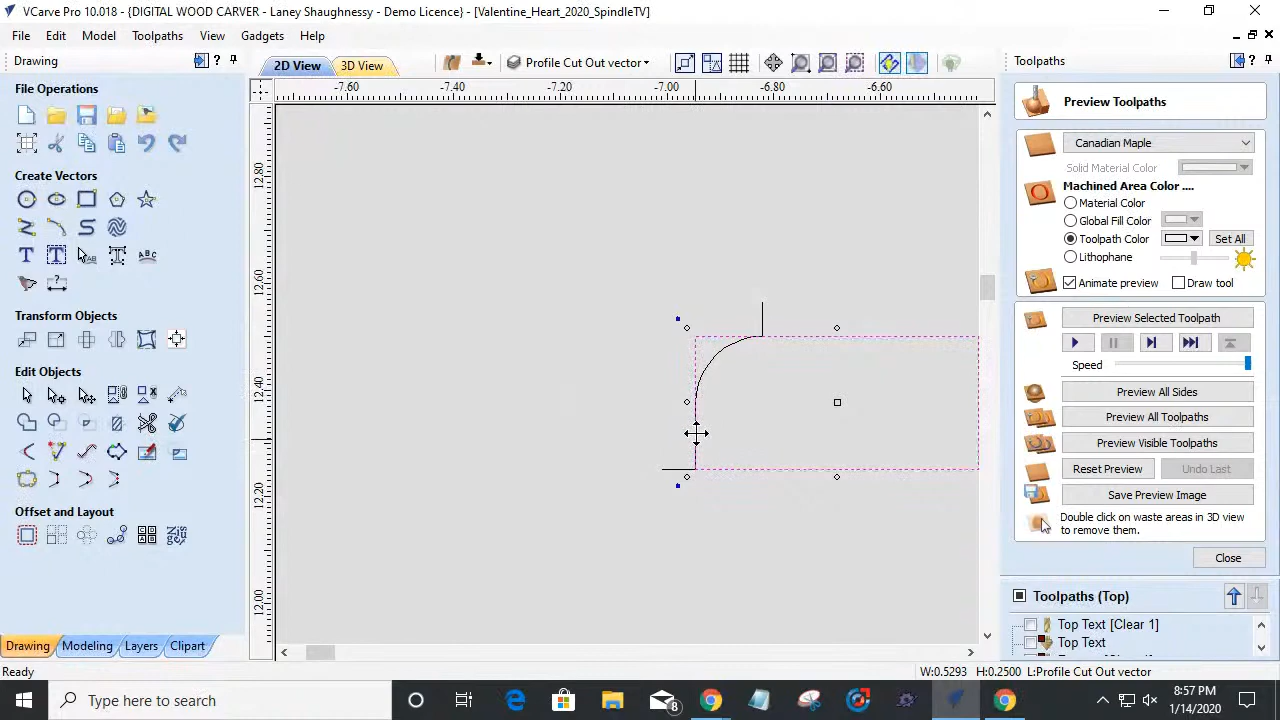 VCarve Pro 10.018 - {DIGITAL WOOD CARVER - Laney Shaughnessy - Demo Licence} - [Valentine_Heart_2020_SpindleTV]
File Edit Model Toolpaths View Gadgets Help
Drawing
?
2D View
3D View
Profile Cut Out vector
Toolpaths
?
File Operations
-7.60 -7.40 -7.20 -7.00 -6.80 -6.60
Preview Toolpaths
12.80
12.60
12.40
12.20
12.00
Canadian Maple
Solid Material Color
Create Vectors
Machined Area Color ....
Material Color
Global Fill Color
Toolpath Color
Set All
Lithophane
Animate preview
Draw tool
Transform Objects
Preview Selected Toolpath
Speed
Edit Objects
Preview All Sides
Preview All Toolpaths
Preview Visible Toolpaths
Reset Preview
Undo Last
Save Preview Image
Offset and Layout
Double click on waste areas in 3D view
to remove them.
Close
Toolpaths (Top)
Top Text [Clear 1]
Top Text
Drawing Modeling Layers Clipart
Ready
W:0.5293 H:0.2500 L:Profile Cut Out vector
Type here to search
8
8:57 PM
1/14/2020